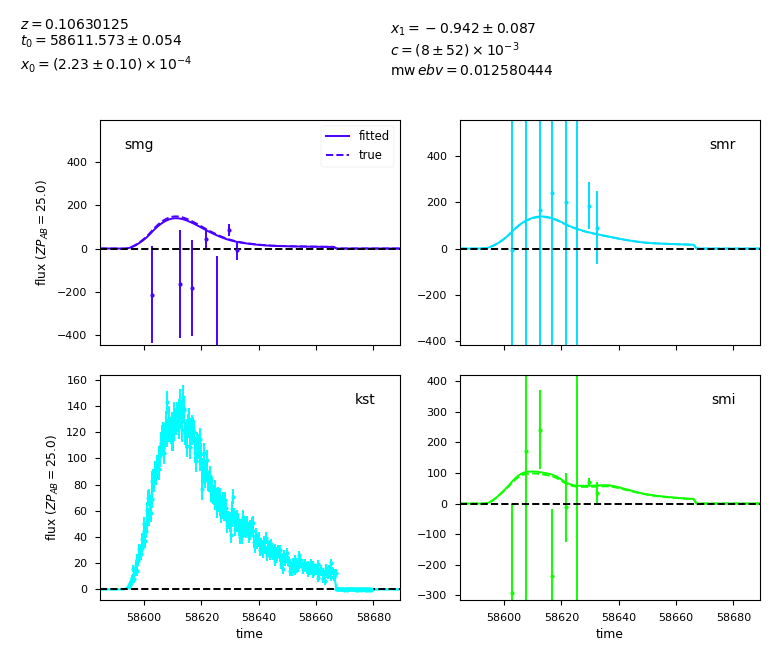 z = 0.10630125
t₀ = 58611.573 ± 0.054
x₀ = (2.23 ± 0.10) × 10⁻⁴
x₁ = −0.942 ± 0.087
c = (8 ± 52) × 10⁻³
mw ebv = 0.012580444
smg
fitted
true
400
200
0
−200
−400
flux (ZP_AB = 25.0)
smr
400
200
0
−200
−400
kst
160
140
120
100
80
60
40
20
0
flux (ZP_AB = 25.0)
58600 58620 58640 58660 58680
time
smi
400
300
200
100
0
−100
−200
−300
58600 58620 58640 58660 58680
time